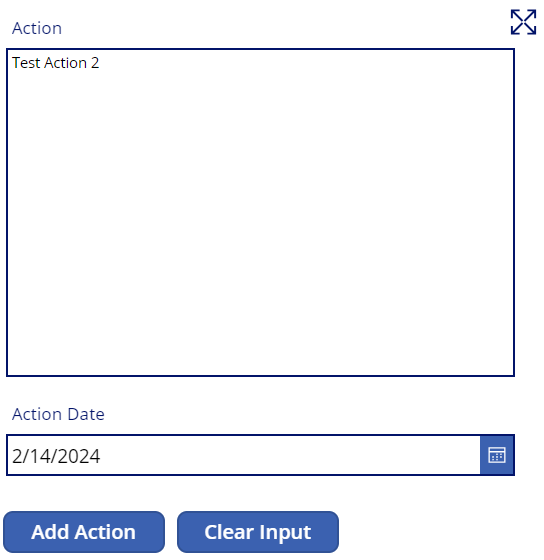 Action
Test Action 2
Action Date
2/14/2024
Add Action
Clear Input